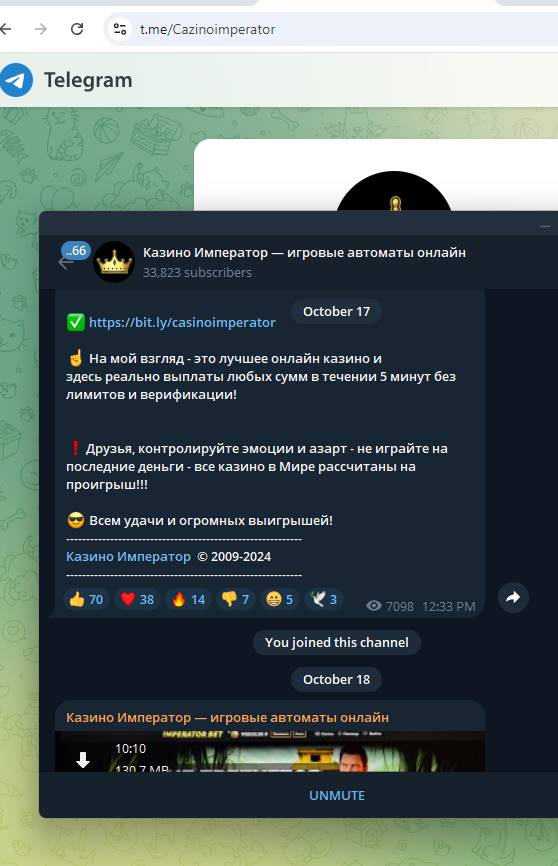 t.me/Cazinoimperator
Telegram
..66
Казино Император — игровые автоматы онлайн
33,823 subscribers
October 17
✅ https://bit.ly/casinoimperator
☝ На мой взгляд - это лучшее онлайн казино и
здесь реально выплаты любых сумм в течении 5 минут без
лимитов и верификации!
❗ Друзья, контролируйте эмоции и азарт - не играйте на
последние деньги - все казино в Мире рассчитаны на
проигрыш!!!
😎 Всем удачи и огромных выигрышей!
-----------------------------------------------------------
Казино Император © 2009-2024
-----------------------------------------------------------
👍 70 ❤ 38 🔥 14 👎 7 😁 5 🕊 3
7098 12:33 PM
You joined this channel
October 18
Казино Император — игровые автоматы онлайн
IMPERATOR.BET
10:10
130.7 MB
UNMUTE